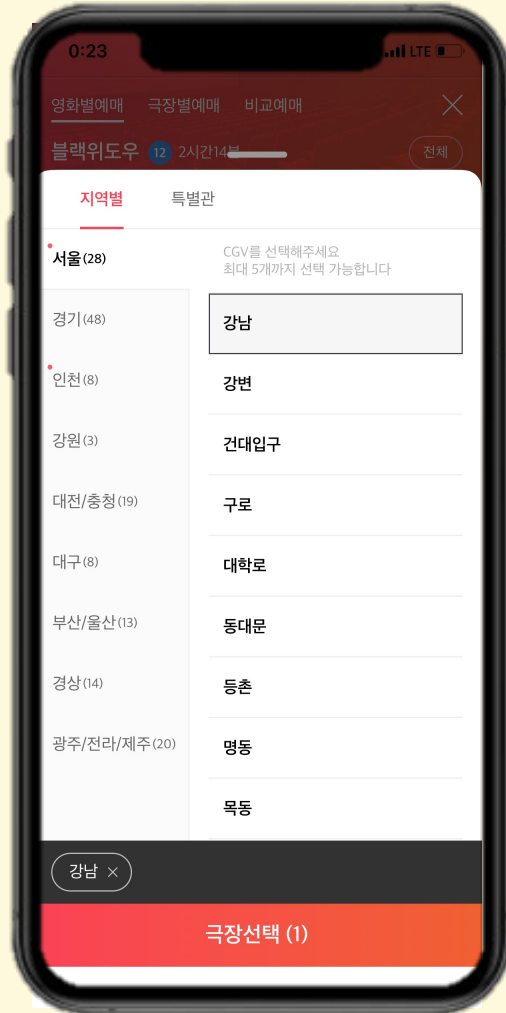 0:23
LTE
영화별예매 극장별예매 비교예매
블랙위도우 12 2시간14분 전체
지역별 특별관
서울(28)
CGV를 선택해주세요
최대 5개까지 선택 가능합니다
경기(48)
강남
인천(8)
강변
강원(3)
건대입구
대전/충청(19)
구로
대구(8)
대학로
부산/울산(13)
동대문
경상(14)
등촌
광주/전라/제주(20)
명동
목동
강남 ×
극장선택 (1)